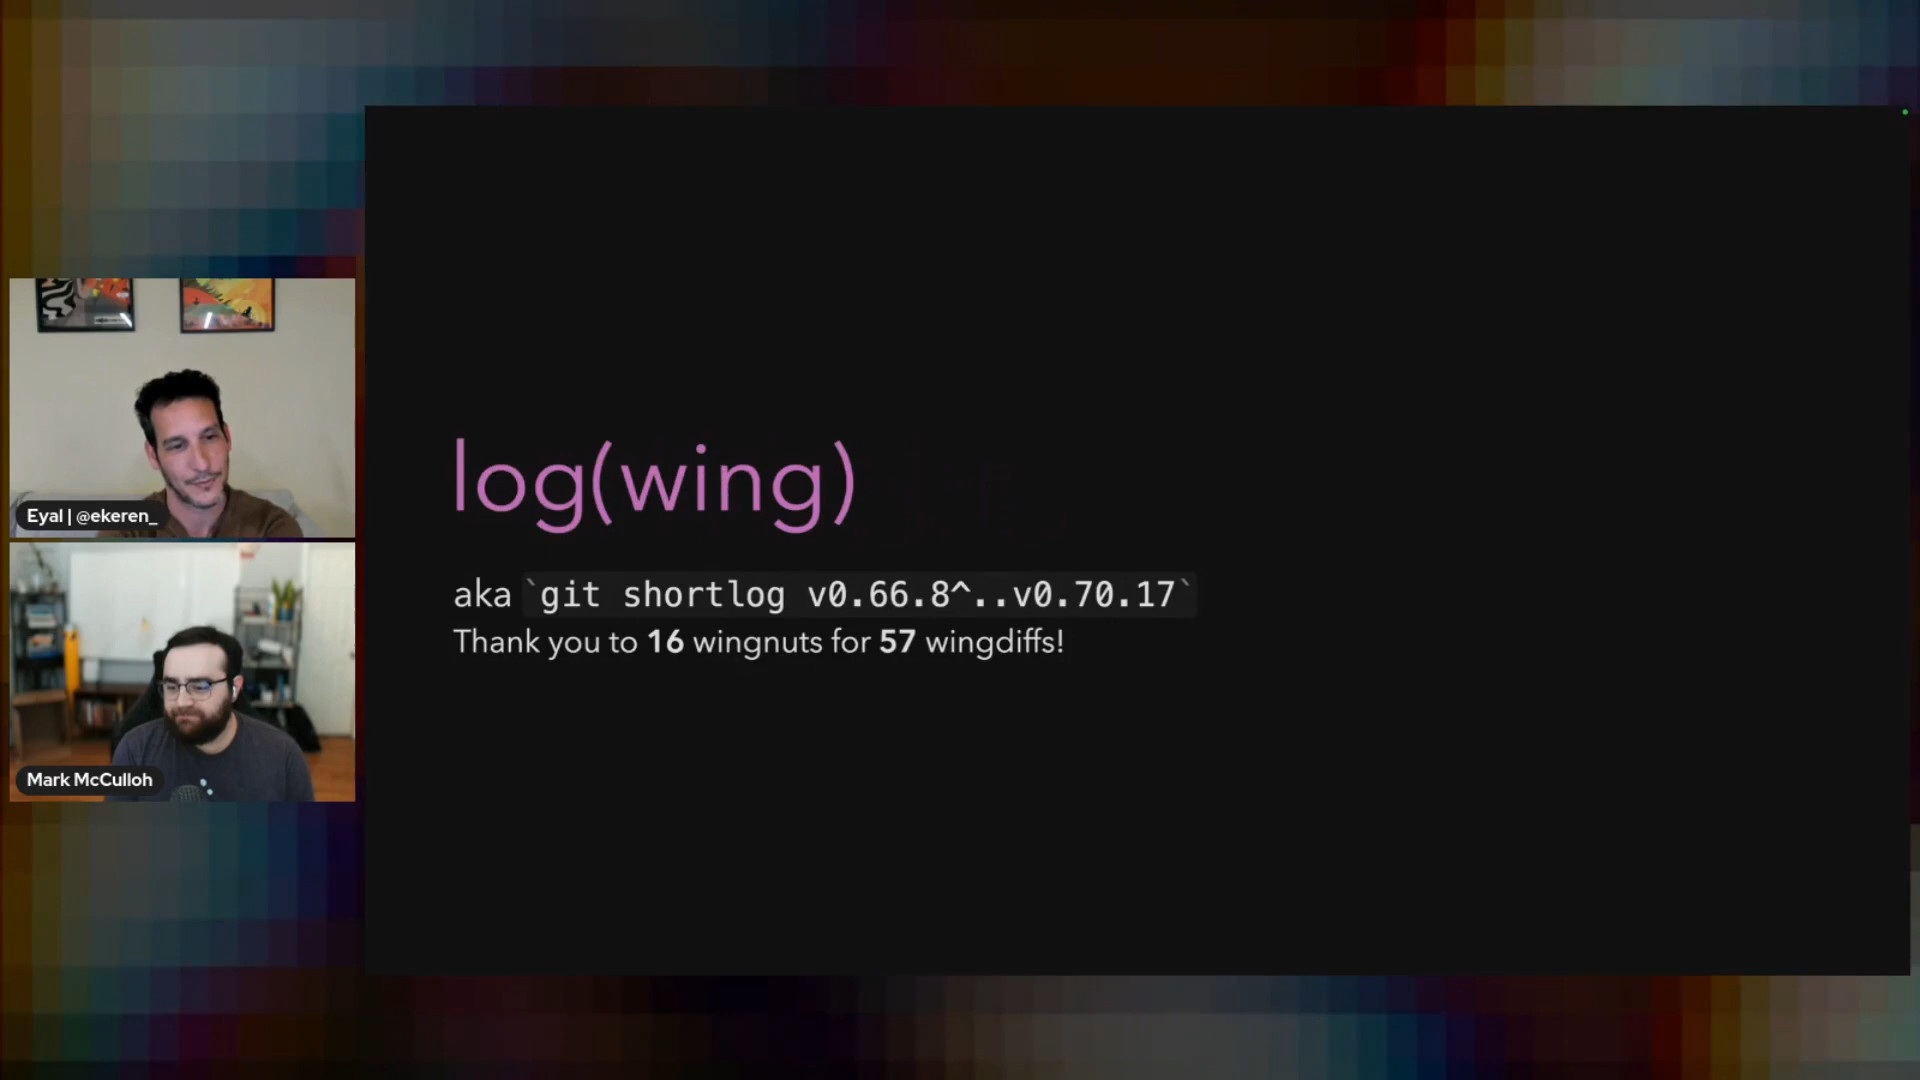 Eyal | @ekeren_
Mark McCulloh
log(wing)
aka `git shortlog v0.66.8^..v0.70.17`
Thank you to 16 wingnuts for 57 wingdiffs!